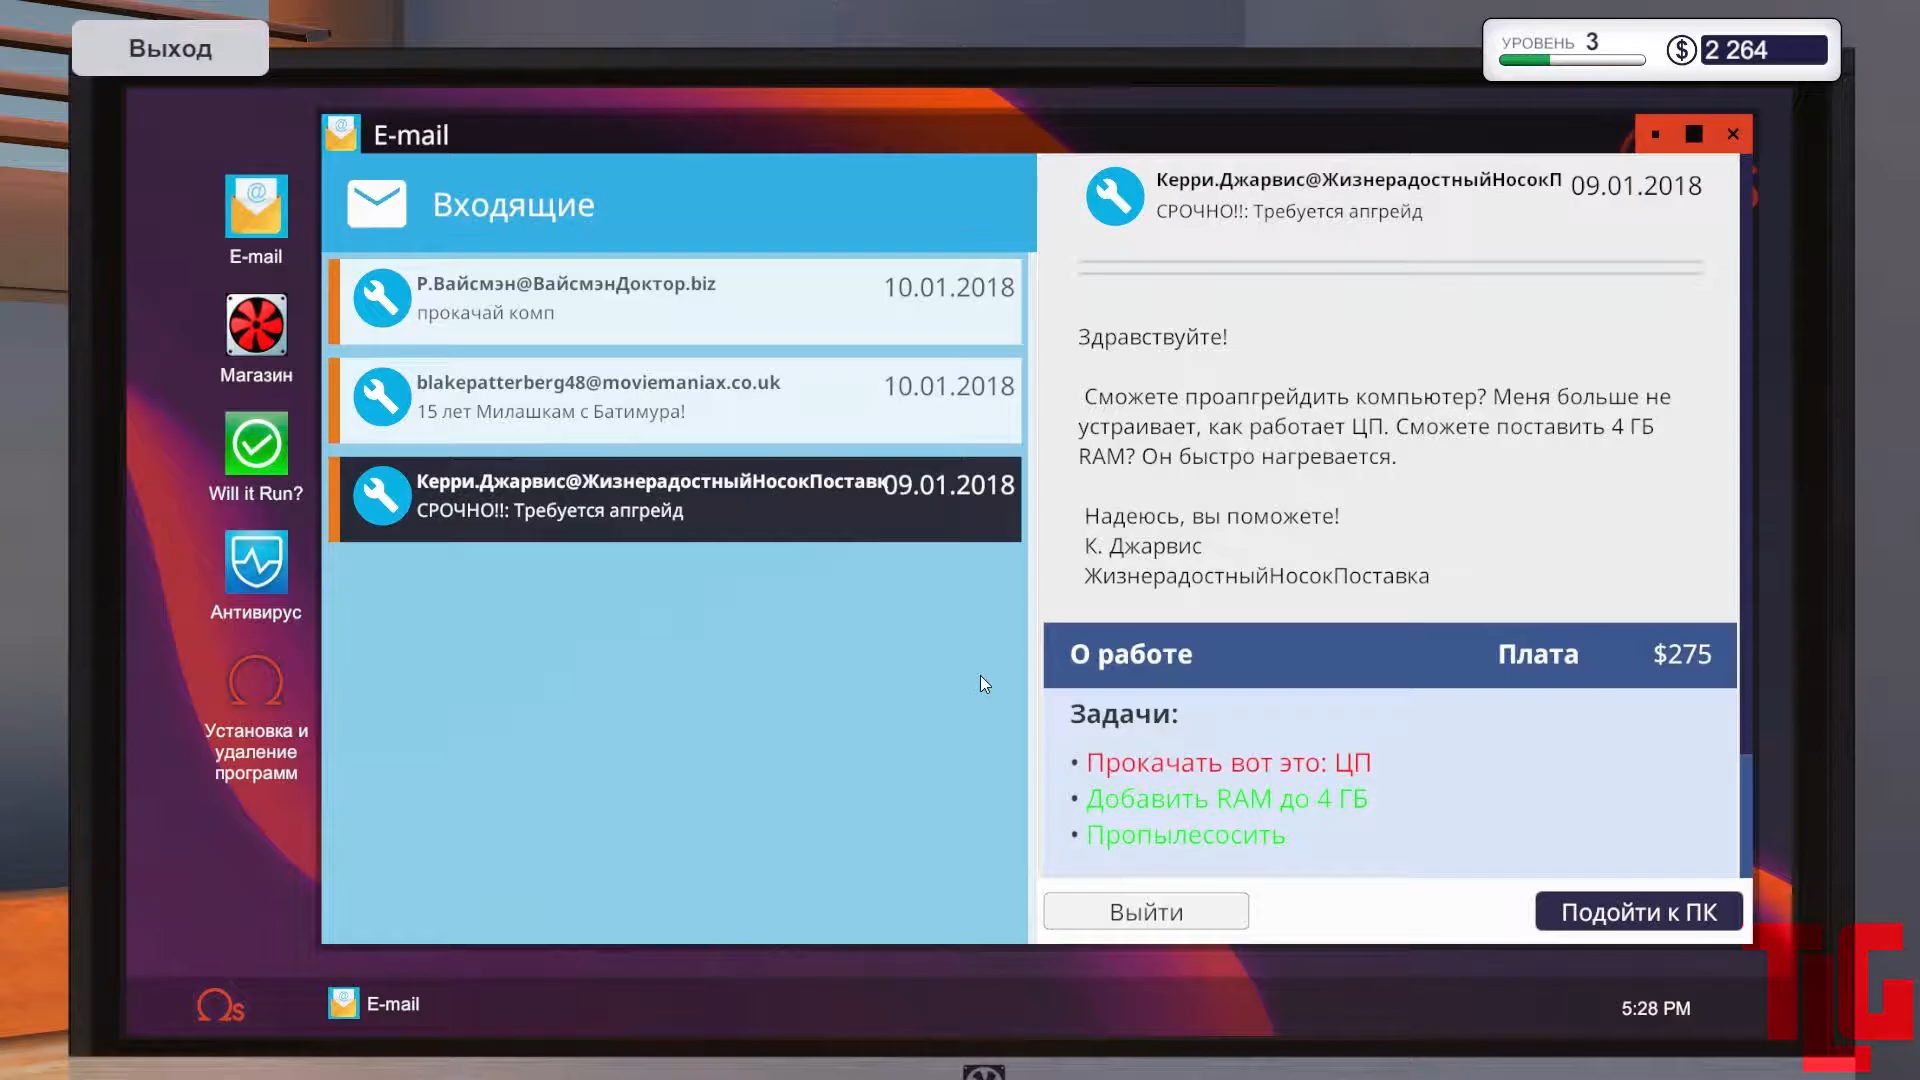 Выход
УРОВЕНЬ 3
$ 2 264
E-mail
Входящие
Р.Вайсмэн@ВайсмэнДоктор.biz 10.01.2018
прокачай комп
blakepatterberg48@moviemaniax.co.uk 10.01.2018
15 лет Милашкам с Батимура!
Керри.Джарвис@ЖизнерадостныйНосокПоставк 09.01.2018
СРОЧНО!!: Требуется апгрейд
E-mail
Магазин
Will it Run?
Антивирус
Установка и
удаление
программ
Керри.Джарвис@ЖизнерадостныйНосокП 09.01.2018
СРОЧНО!!: Требуется апгрейд
Здравствуйте!
Сможете проапгрейдить компьютер? Меня больше не
устраивает, как работает ЦП. Сможете поставить 4 ГБ
RAM? Он быстро нагревается.
Надеюсь, вы поможете!
К. Джарвис
ЖизнерадостныйНосокПоставка
О работе Плата $275
Задачи:
• Прокачать вот это: ЦП
• Добавить RAM до 4 ГБ
• Пропылесосить
Выйти
Подойти к ПК
Ωs
E-mail
5:28 PM